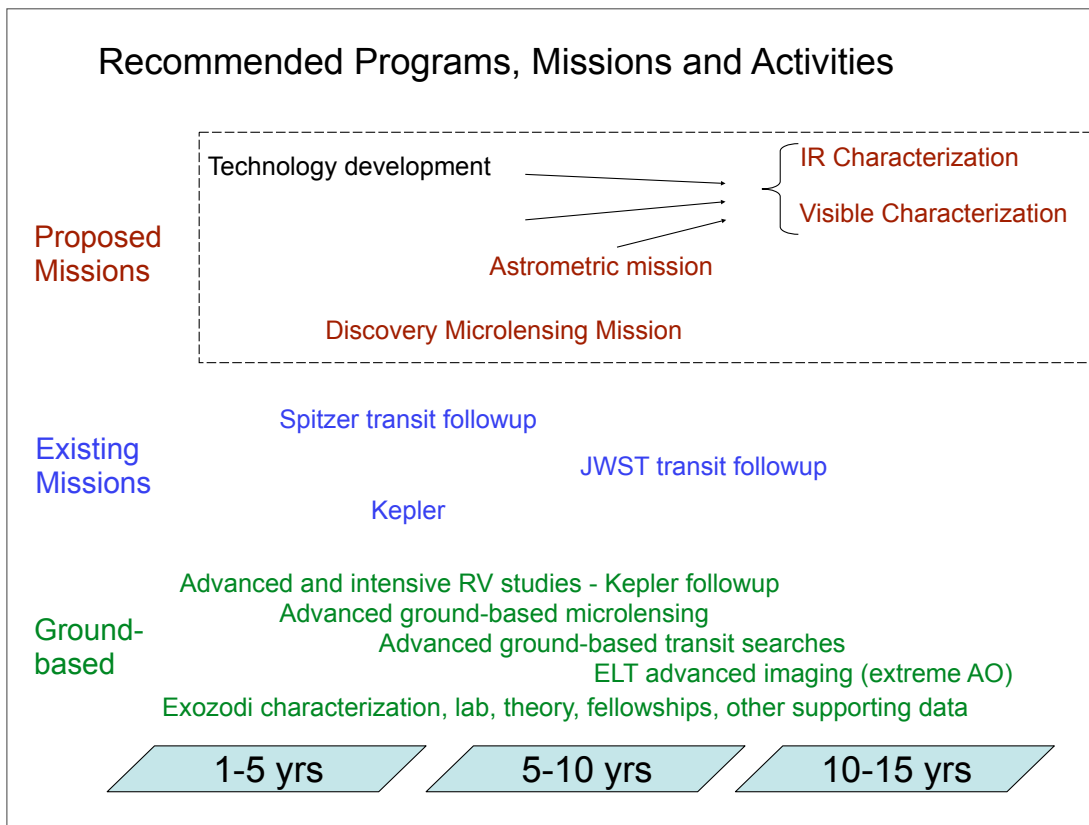 Recommended Programs, Missions and Activities
Technology development
IR Characterization
Visible Characterization
Proposed
Missions
Astrometric mission
Discovery Microlensing Mission
Spitzer transit followup
Existing
Missions
JWST transit followup
Kepler
Advanced and intensive RV studies - Kepler followup
Advanced ground-based microlensing
Ground-
based
Advanced ground-based transit searches
ELT advanced imaging (extreme AO)
Exozodi characterization, lab, theory, fellowships, other supporting data
1-5 yrs
5-10 yrs
10-15 yrs